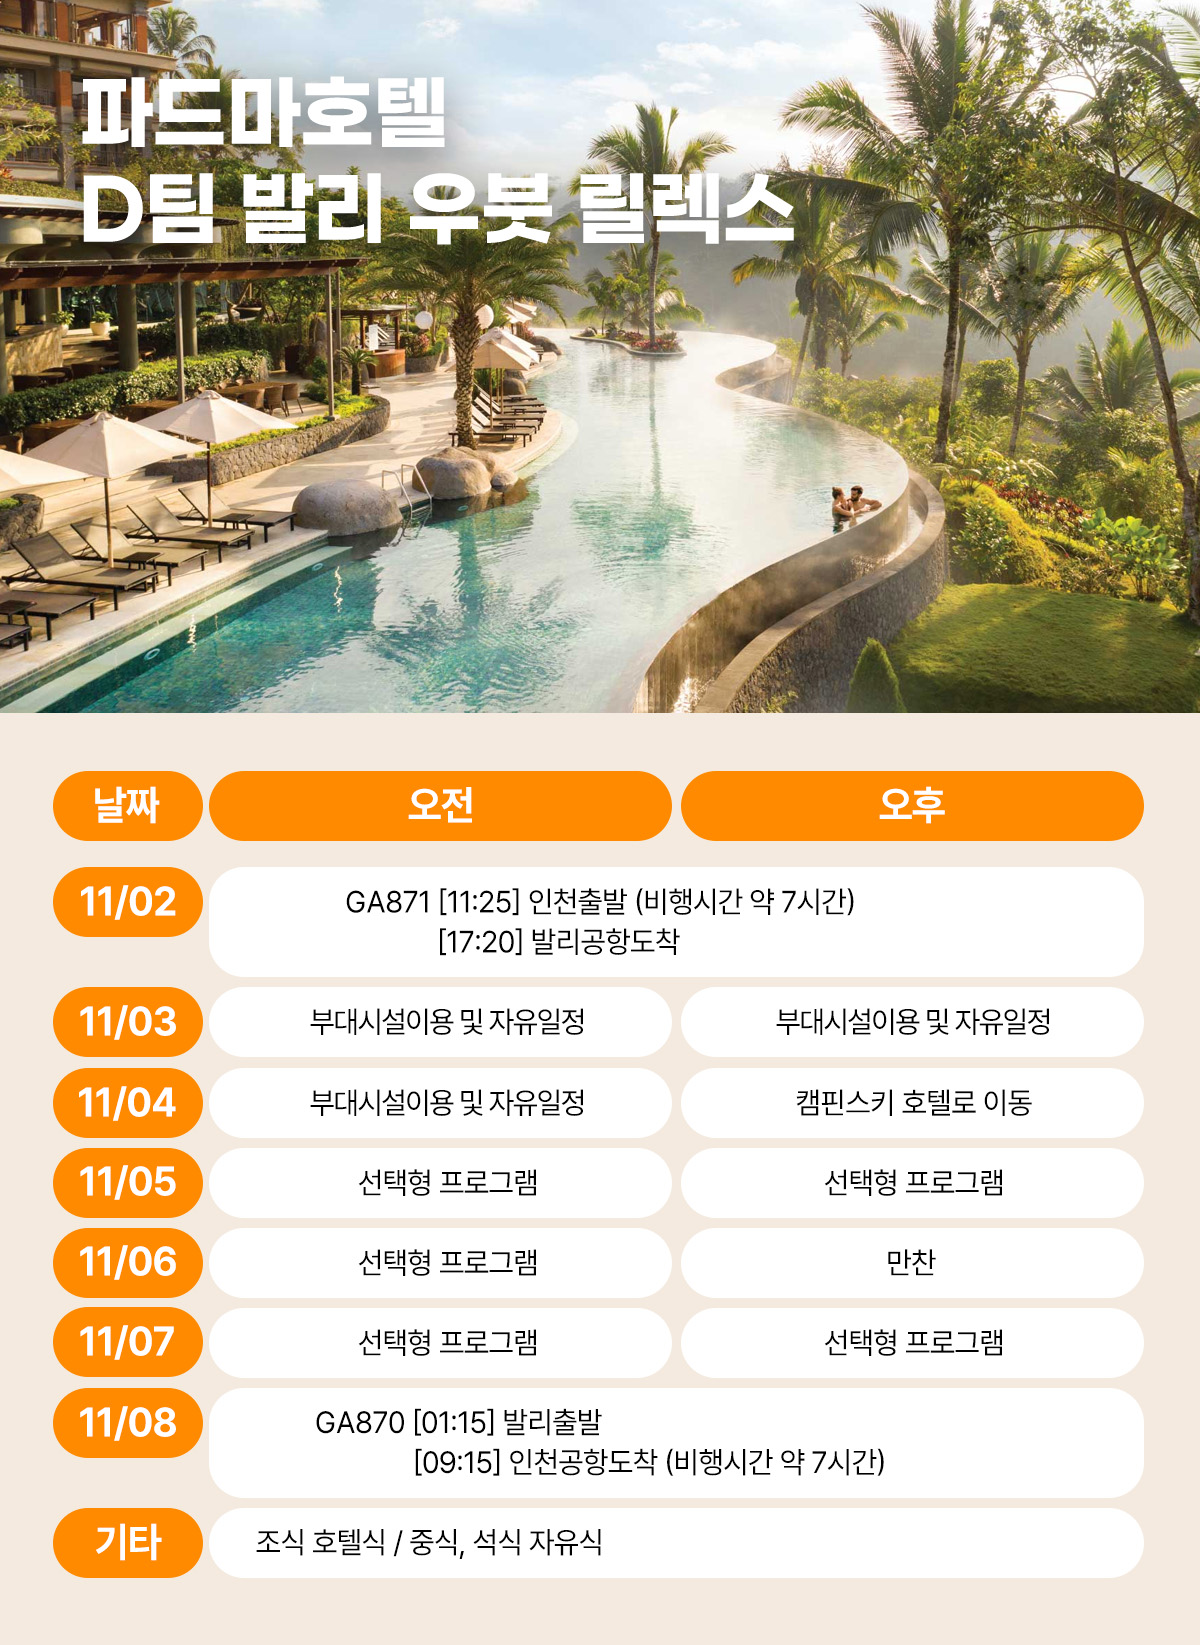 파드마호텔
D팀 발리 우붓 릴렉스
날짜 오전 오후
11/02 GA871 [11:25] 인천출발 (비행시간 약 7시간)
[17:20] 발리공항도착
11/03 부대시설이용 및 자유일정 부대시설이용 및 자유일정
11/04 부대시설이용 및 자유일정 캠핀스키 호텔로 이동
11/05 선택형 프로그램 선택형 프로그램
11/06 선택형 프로그램 만찬
11/07 선택형 프로그램 선택형 프로그램
11/08 GA870 [01:15] 발리출발
[09:15] 인천공항도착 (비행시간 약 7시간)
기타 조식 호텔식 / 중식, 석식 자유식